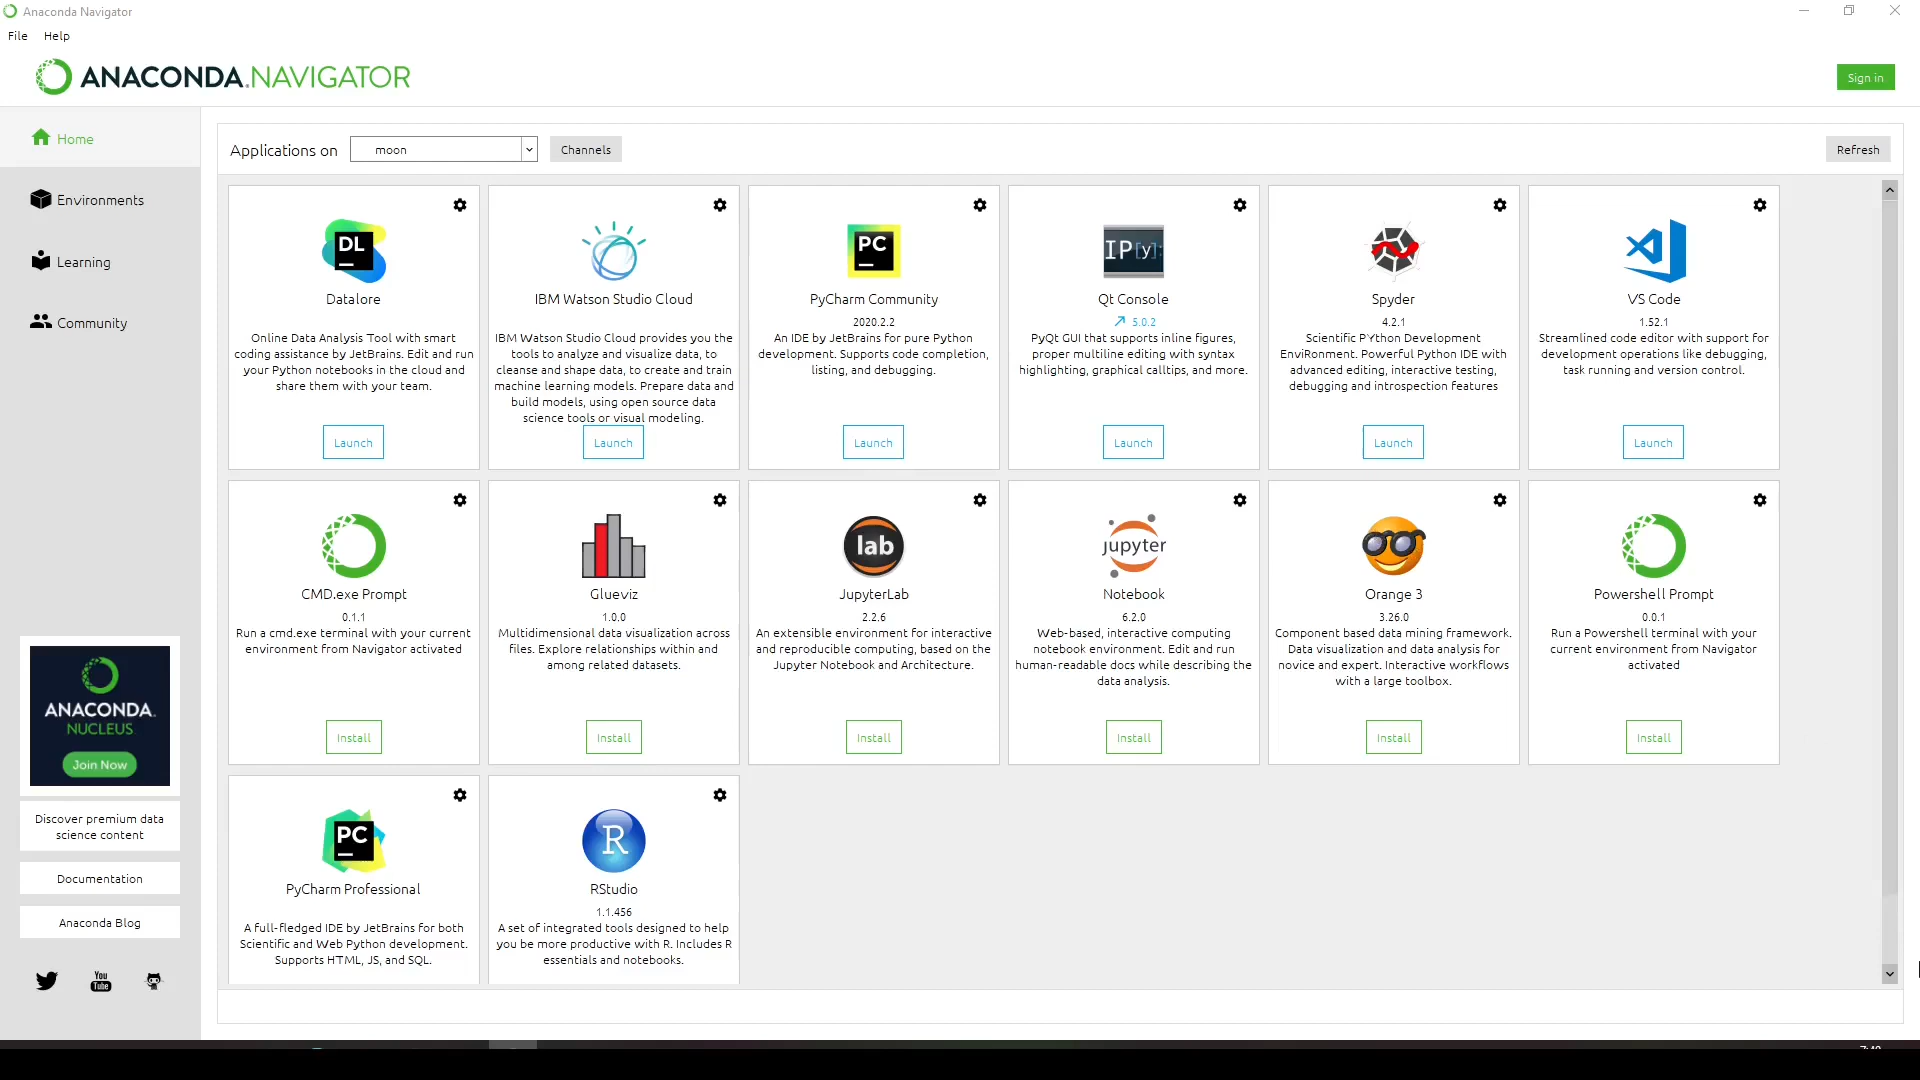 Anaconda Navigator
File Help
ANACONDA.NAVIGATOR
Sign in
Home
Environments
Learning
Community
ANACONDA.
NUCLEUS
Join Now
Discover premium data
science content
Documentation
Anaconda Blog
You
Tube
Applications on moon Channels Refresh
DL
Datalore
Online Data Analysis Tool with smart
coding assistance by JetBrains. Edit and run
your Python notebooks in the cloud and
share them with your team.
Launch
IBM Watson Studio Cloud
IBM Watson Studio Cloud provides you the
tools to analyze and visualize data, to
cleanse and shape data, to create and train
machine learning models. Prepare data and
build models, using open source data
science tools or visual modeling.
Launch
PC
PyCharm Community
2020.2.2
An IDE by JetBrains for pure Python
development. Supports code completion,
listing, and debugging.
Launch
IP[y]:
Qt Console
5.0.2
PyQt GUI that supports inline figures,
proper multiline editing with syntax
highlighting, graphical calltips, and more.
Launch
Spyder
4.2.1
Scientific PYthon Development
EnviRonment. Powerful Python IDE with
advanced editing, interactive testing,
debugging and introspection features
Launch
VS Code
1.52.1
Streamlined code editor with support for
development operations like debugging,
task running and version control.
Launch
CMD.exe Prompt
0.1.1
Run a cmd.exe terminal with your current
environment from Navigator activated
Install
Glueviz
1.0.0
Multidimensional data visualization across
files. Explore relationships within and
among related datasets.
Install
lab
JupyterLab
2.2.6
An extensible environment for interactive
and reproducible computing, based on the
Jupyter Notebook and Architecture.
Install
jupyter
Notebook
6.2.0
Web-based, interactive computing
notebook environment. Edit and run
human-readable docs while describing the
data analysis.
Install
Orange 3
3.26.0
Component based data mining framework.
Data visualization and data analysis for
novice and expert. Interactive workflows
with a large toolbox.
Install
Powershell Prompt
0.0.1
Run a Powershell terminal with your
current environment from Navigator
activated
Install
PC
PyCharm Professional
A full-fledged IDE by JetBrains for both
Scientific and Web Python development.
Supports HTML, JS, and SQL.
R
RStudio
1.1.456
A set of integrated tools designed to help
you be more productive with R. Includes R
essentials and notebooks.